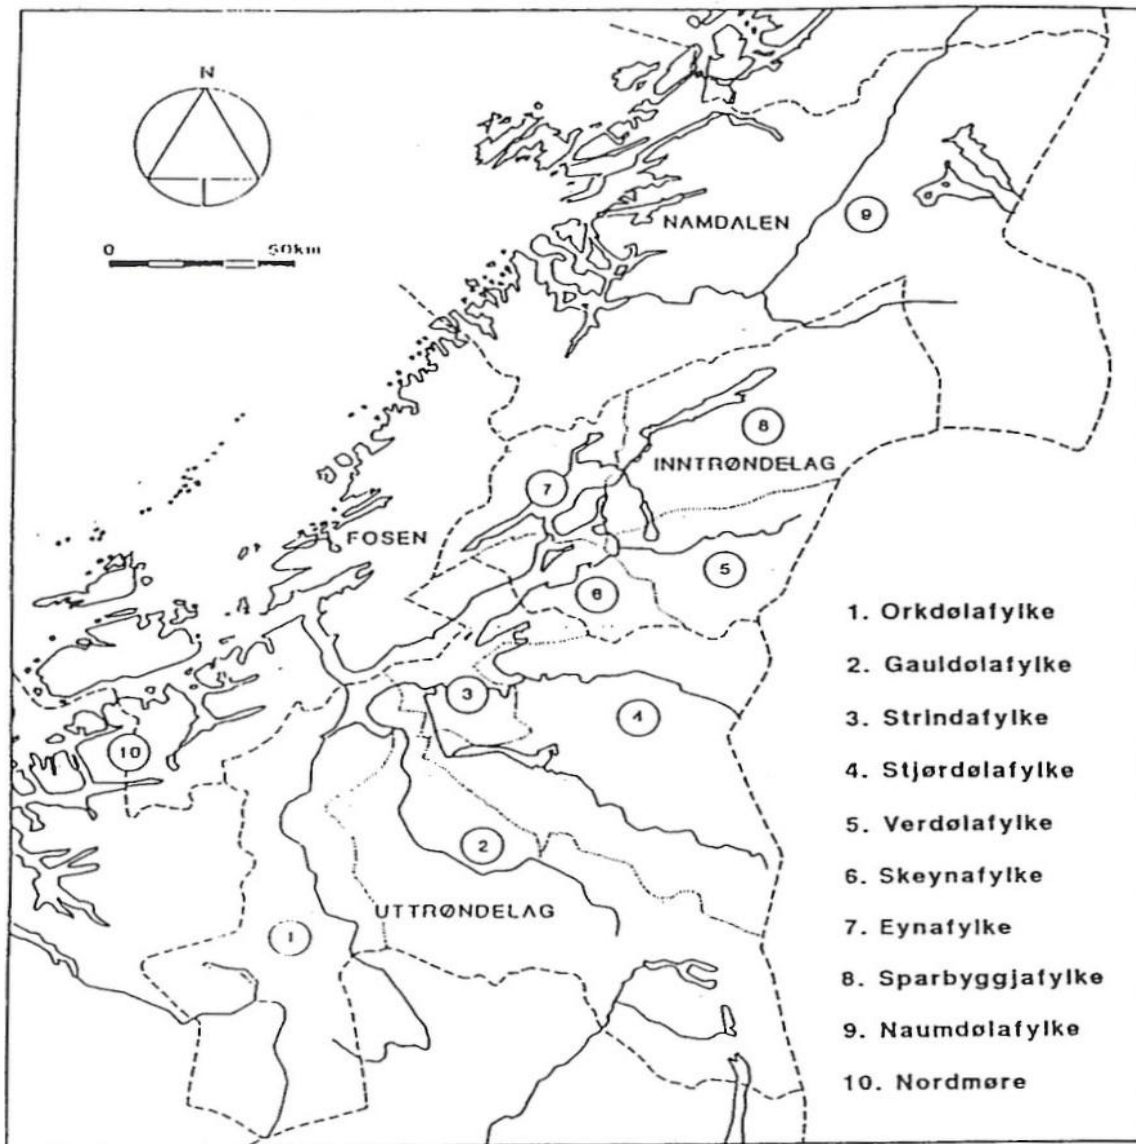 N
0 50km
NAMDALEN
9
8
INNTRØNDELAG
7
FOSEN
5
6
3
4
10
2
UTTRØNDELAG
1
1. Orkdølafylke
2. Gauldølafylke
3. Strindafylke
4. Stjørdølafylke
5. Verdølafylke
6. Skeynafylke
7. Eynafylke
8. Sparbyggjafylke
9. Naumdølafylke
10. Nordmøre